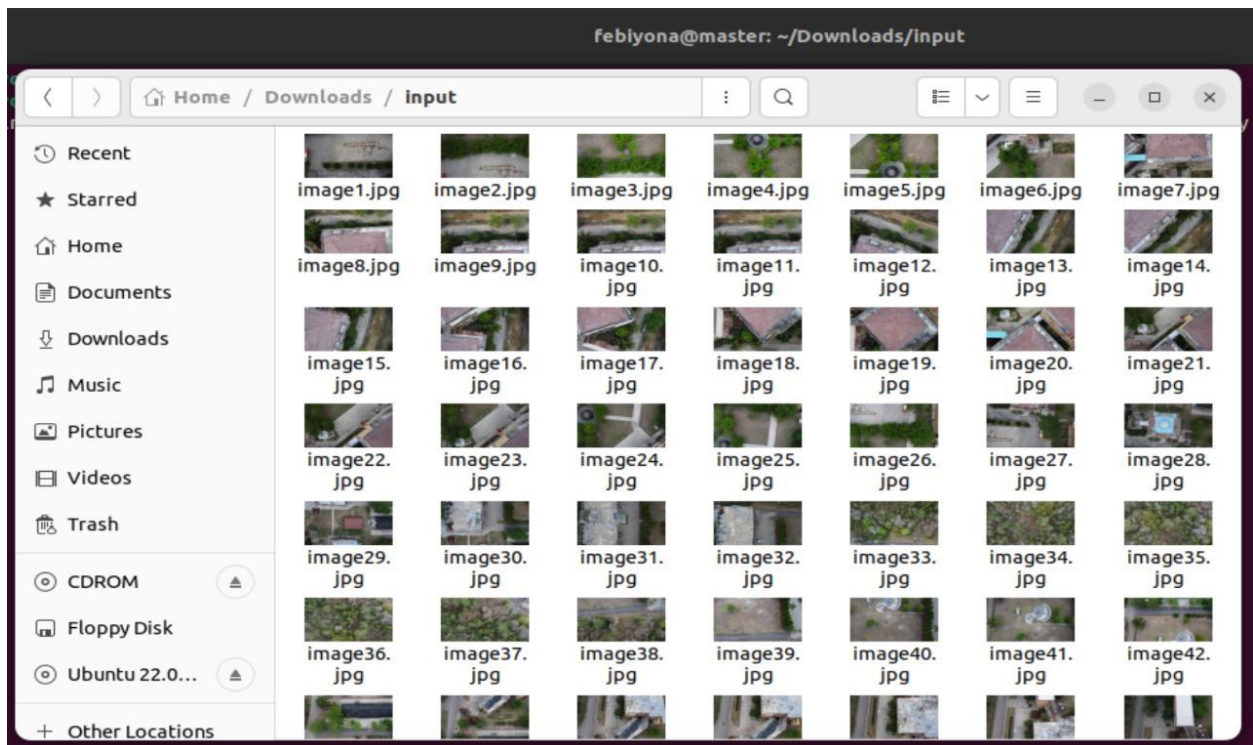 febiyona@master: ~/Downloads/input
Home / Downloads / input
Recent
Starred
Home
Documents
Downloads
Music
Pictures
Videos
Trash
CDROM
Floppy Disk
Ubuntu 22.0...
Other Locations
image1.jpg image2.jpg image3.jpg image4.jpg image5.jpg image6.jpg image7.jpg
image8.jpg image9.jpg image10. image11. image12. image13. image14.
jpg jpg jpg jpg jpg
image15. image16. image17. image18. image19. image20. image21.
jpg jpg jpg jpg jpg jpg jpg
image22. image23. image24. image25. image26. image27. image28.
jpg jpg jpg jpg jpg jpg jpg
image29. image30. image31. image32. image33. image34. image35.
jpg jpg jpg jpg jpg jpg jpg
image36. image37. image38. image39. image40. image41. image42.
jpg jpg jpg jpg jpg jpg jpg